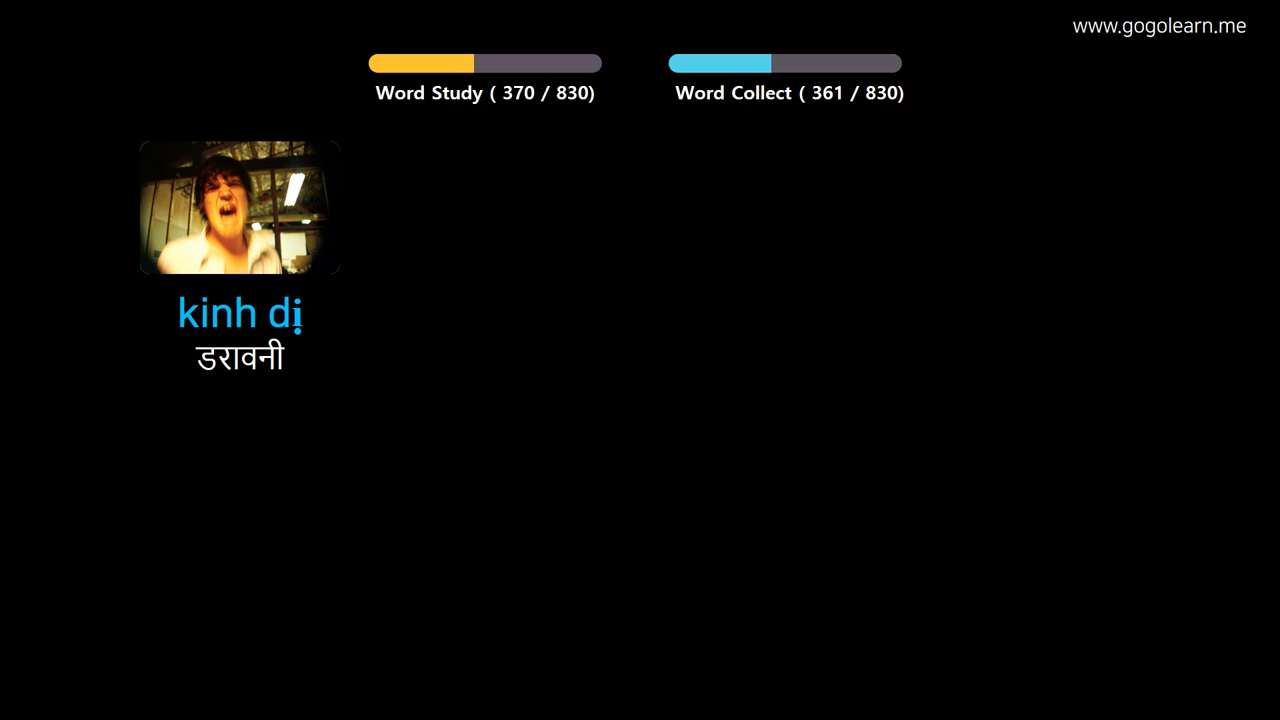 www.gogolearn.me
Word Study ( 370 / 830)
Word Collect ( 361 / 830)
kinh dị
डरावनी